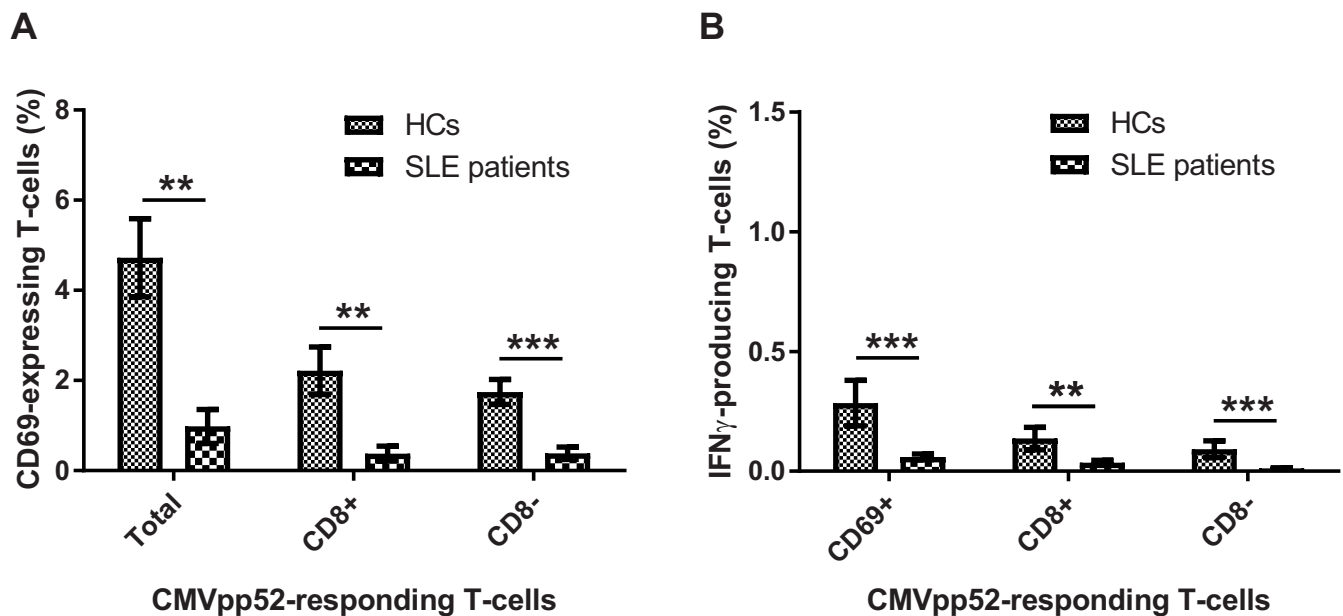 A
CD69-expressing T-cells (%)
8
6
4
2
0
HCs
SLE patients
**
**
***
Total
CD8+
CD8-
CMVpp52-responding T-cells
B
IFNγ-producing T-cells (%)
1.5
1.0
0.5
0.0
HCs
SLE patients
***
**
***
CD69+
CD8+
CD8-
CMVpp52-responding T-cells